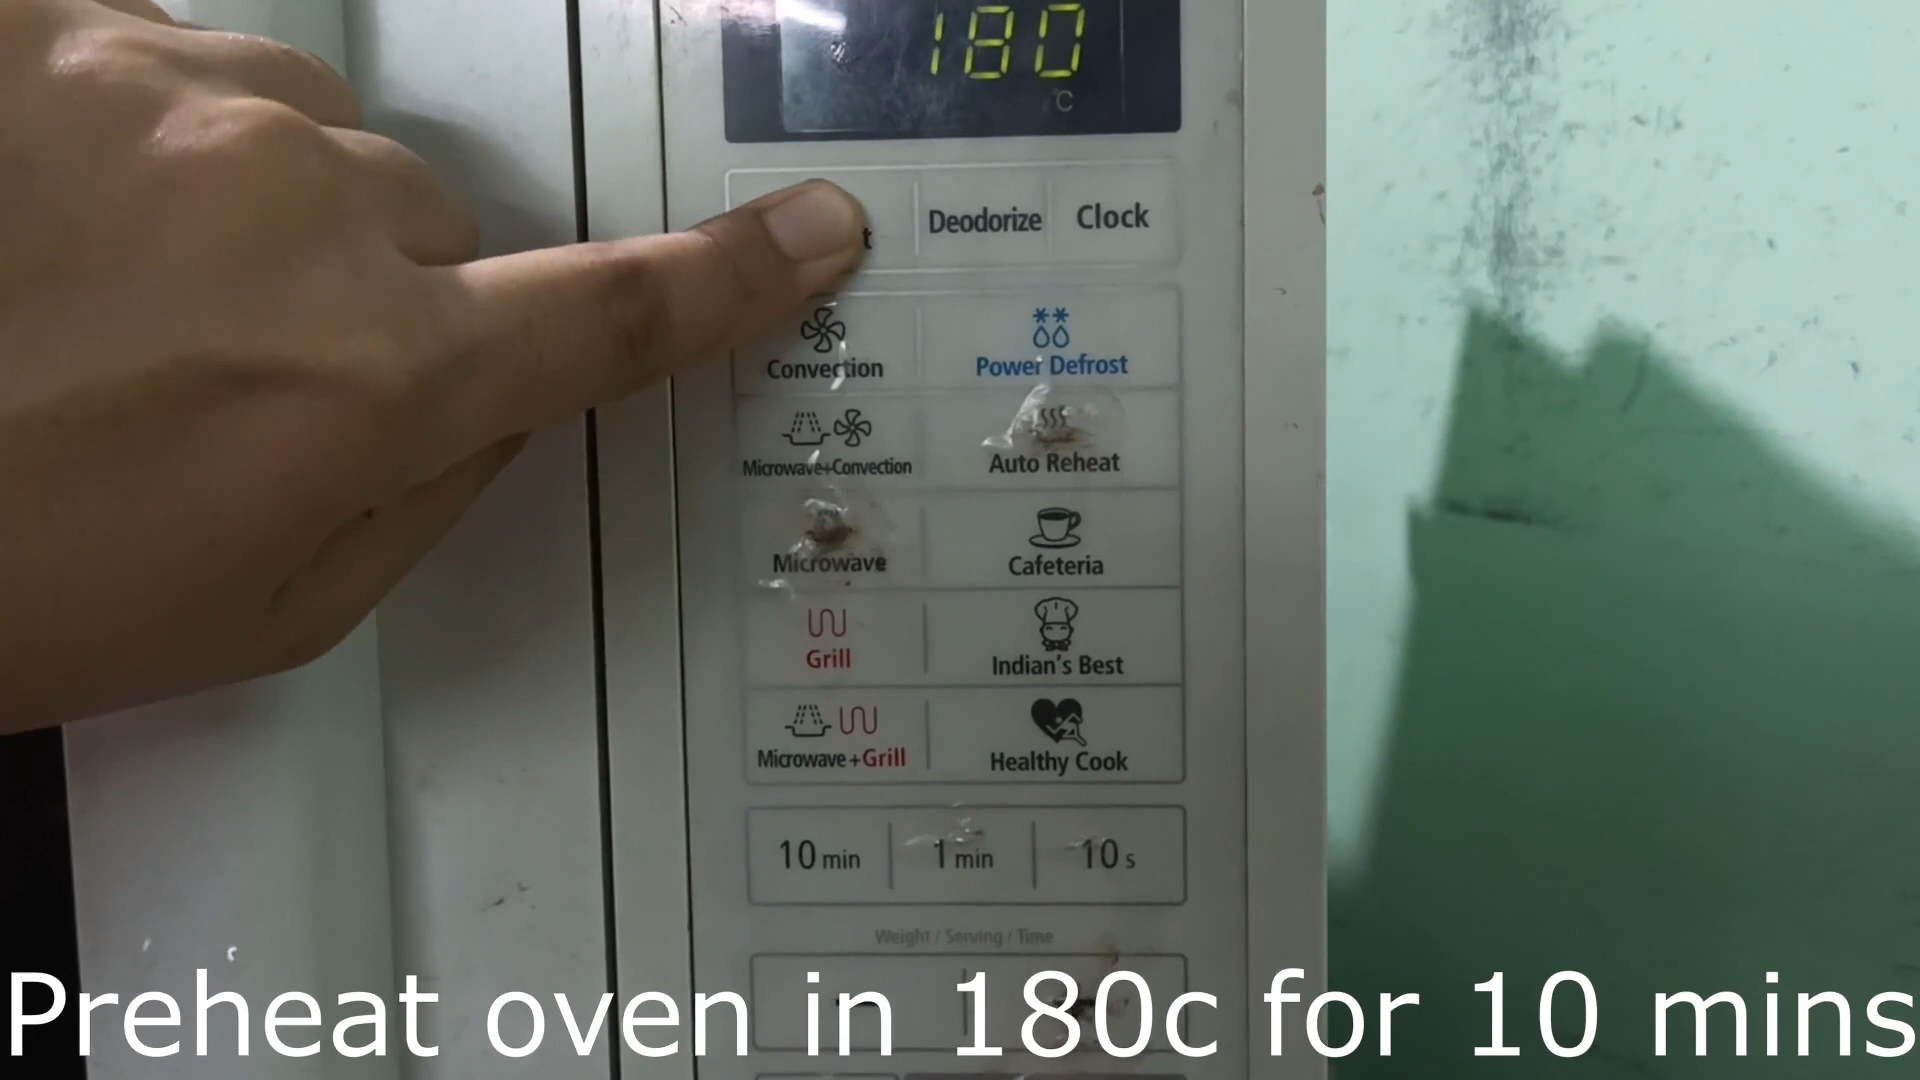 180
°C
Deodorize Clock
Convection Power Defrost
Microwave+Convection Auto Reheat
Microwave Cafeteria
Grill Indian's Best
Microwave+Grill Healthy Cook
10 min 1 min 10 s
Weight / Serving / Time
Preheat oven in 180c for 10 mins